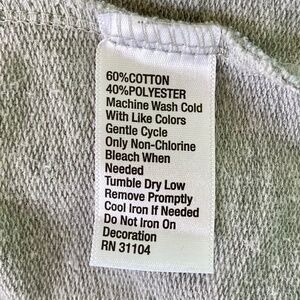 60%COTTON
40%POLYESTER
Machine Wash Cold
With Like Colors
Gentle Cycle
Only Non-Chlorine
Bleach When
Needed
Tumble Dry Low
Remove Promptly
Cool Iron If Needed
Do Not Iron On
Decoration
RN 31104